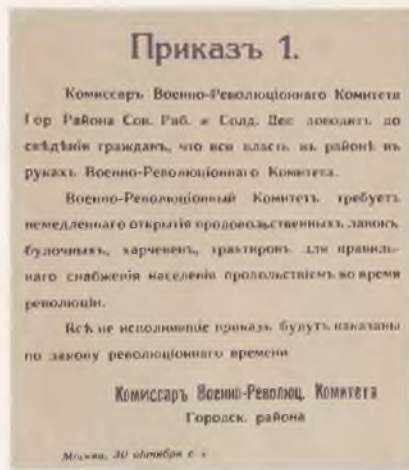 Приказъ 1.
Комиссаръ Военно-Революціоннаго Комитета
Гор Района Сов. Раб. и Солд. Деп доводитъ до
свѣдѣнія гражданъ, что вся власть въ районѣ въ
рукахъ Военно-Революціоннаго Комитета.
Военно-Революціонный Комитетъ требуетъ
немедленнаго открытія продовольственныхъ лавокъ
булочныхъ, харчевенъ, трактировъ для правиль-
наго снабженія населенія продовольствіемъ во время
революціи.
Всѣ не исполнившіе приказъ будутъ наказаны
по закону революціоннаго времени
Комиссаръ Военно-Революц. Комитета
Городск. района
Москва, 30 октября с. г.